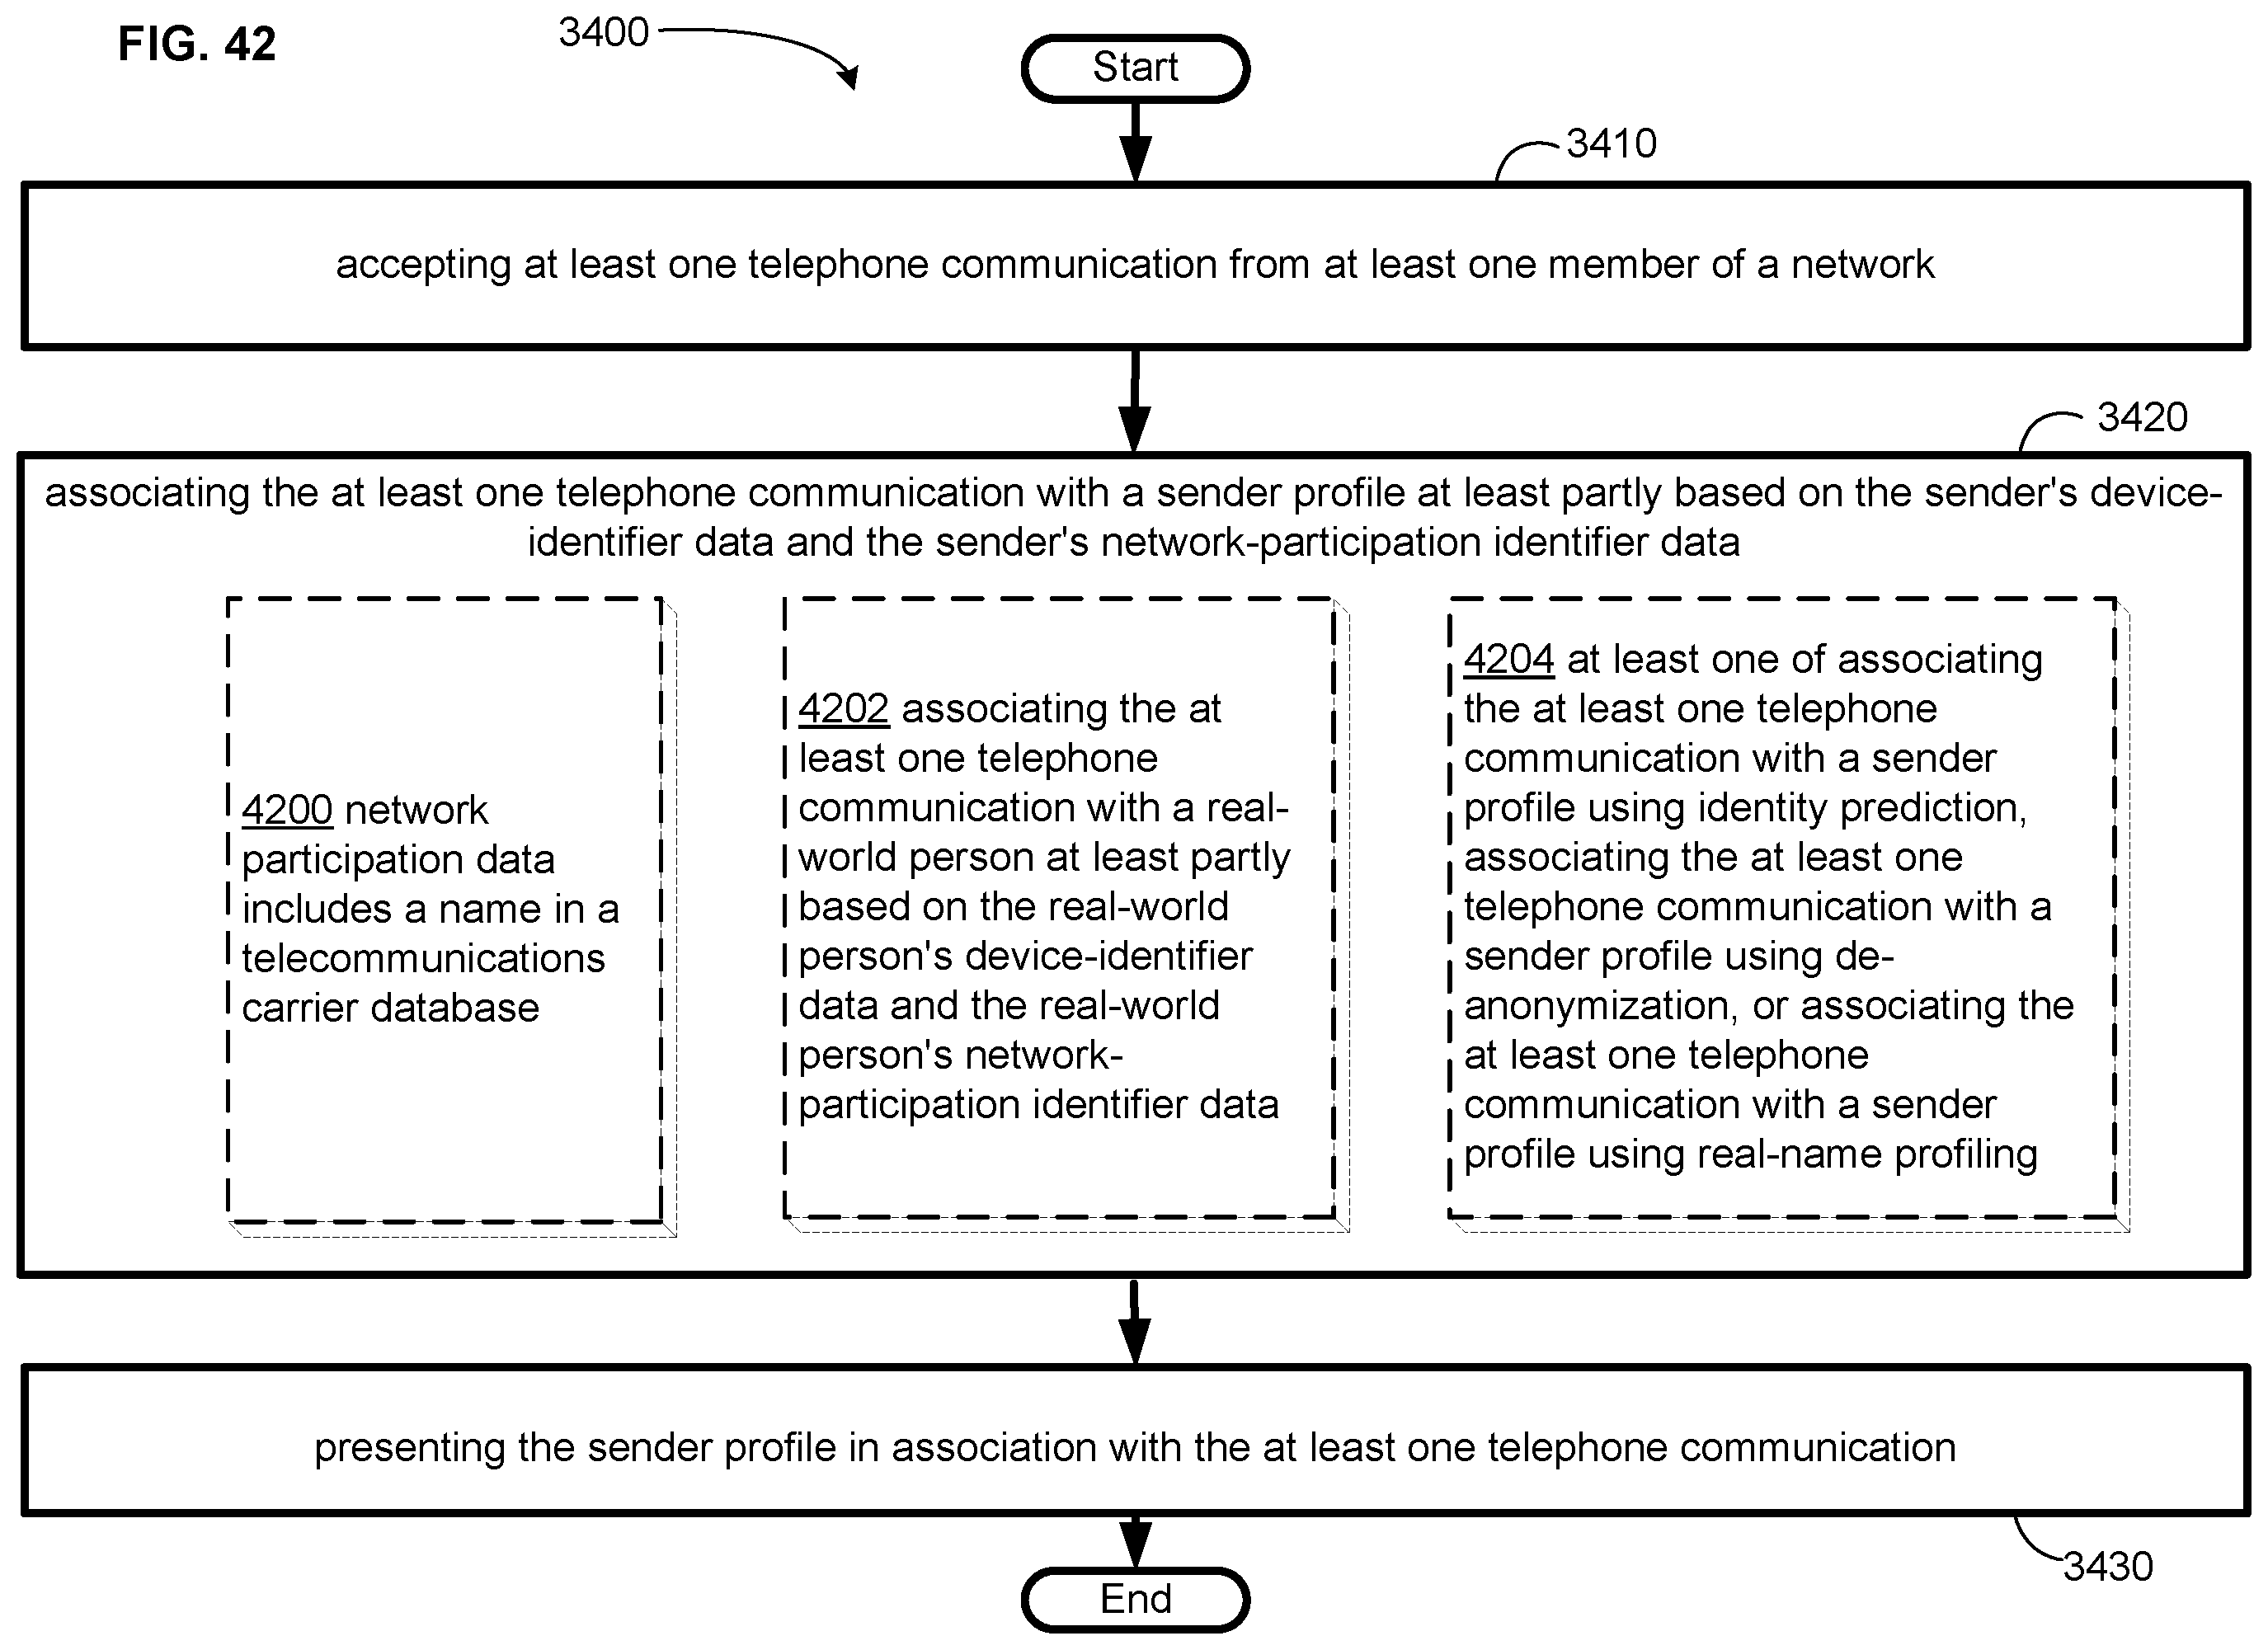 FIG. 42
3400
Start
3410
accepting at least one telephone communication from at least one member of a network
3420
associating the at least one telephone communication with a sender profile at least partly based on the sender's device-
identifier data and the sender's network-participation identifier data
4200 network
participation data
includes a name in a
telecommunications
carrier database
4202 associating the at
least one telephone
communication with a real-
world person at least partly
based on the real-world
person's device-identifier
data and the real-world
person's network-
participation identifier data
4204 at least one of associating
the at least one telephone
communication with a sender
profile using identity prediction,
associating the at least one
telephone communication with a
sender profile using de-
anonymization, or associating the
at least one telephone
communication with a sender
profile using real-name profiling
presenting the sender profile in association with the at least one telephone communication
3430
End